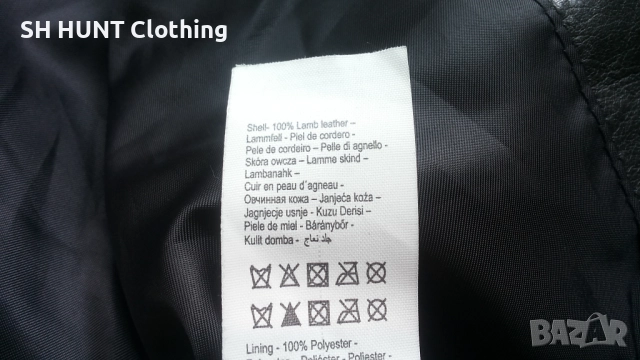 SH HUNT Clothing
Shell- 100% Lamb leather –
Lammfell - Piel de cordero -
Pele de cordeiro – Pelle di agnello -
Skóra owcza – Lamme skind –
Lambanahk –
Cuir en peau d´agneau -
Овчинная кожа – Janjeća koža –
Jagnjecje usnje - Kuzu Derisi –
Piele de miel - Báránybőr -
Kulit domba - جلد نعاج
Lining - 100% Polyester -
BAZAR